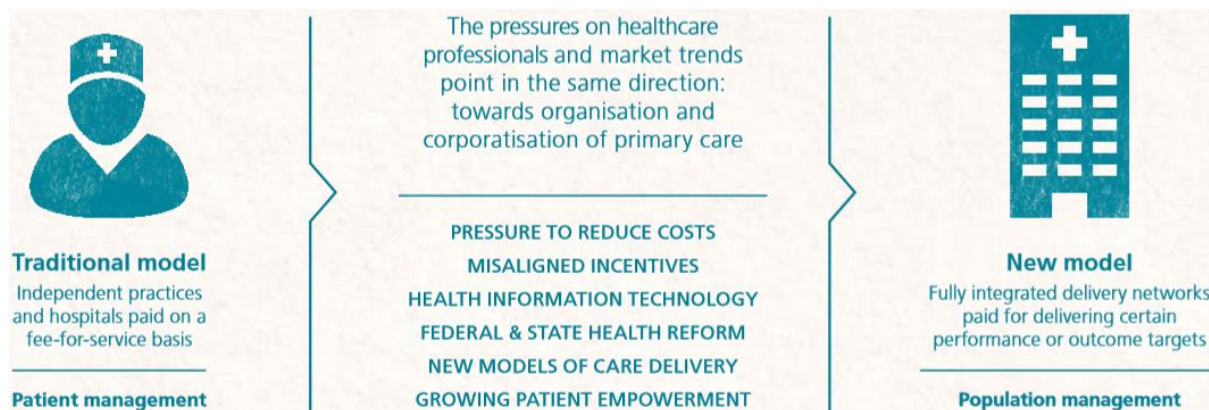 Traditional model
Independent practices
and hospitals paid on a
fee-for-service basis
Patient management
The pressures on healthcare
professionals and market trends
point in the same direction:
towards organisation and
corporatisation of primary care
PRESSURE TO REDUCE COSTS
MISALIGNED INCENTIVES
HEALTH INFORMATION TECHNOLOGY
FEDERAL & STATE HEALTH REFORM
NEW MODELS OF CARE DELIVERY
GROWING PATIENT EMPOWERMENT
New model
Fully integrated delivery networks
paid for delivering certain
performance or outcome targets
Population management